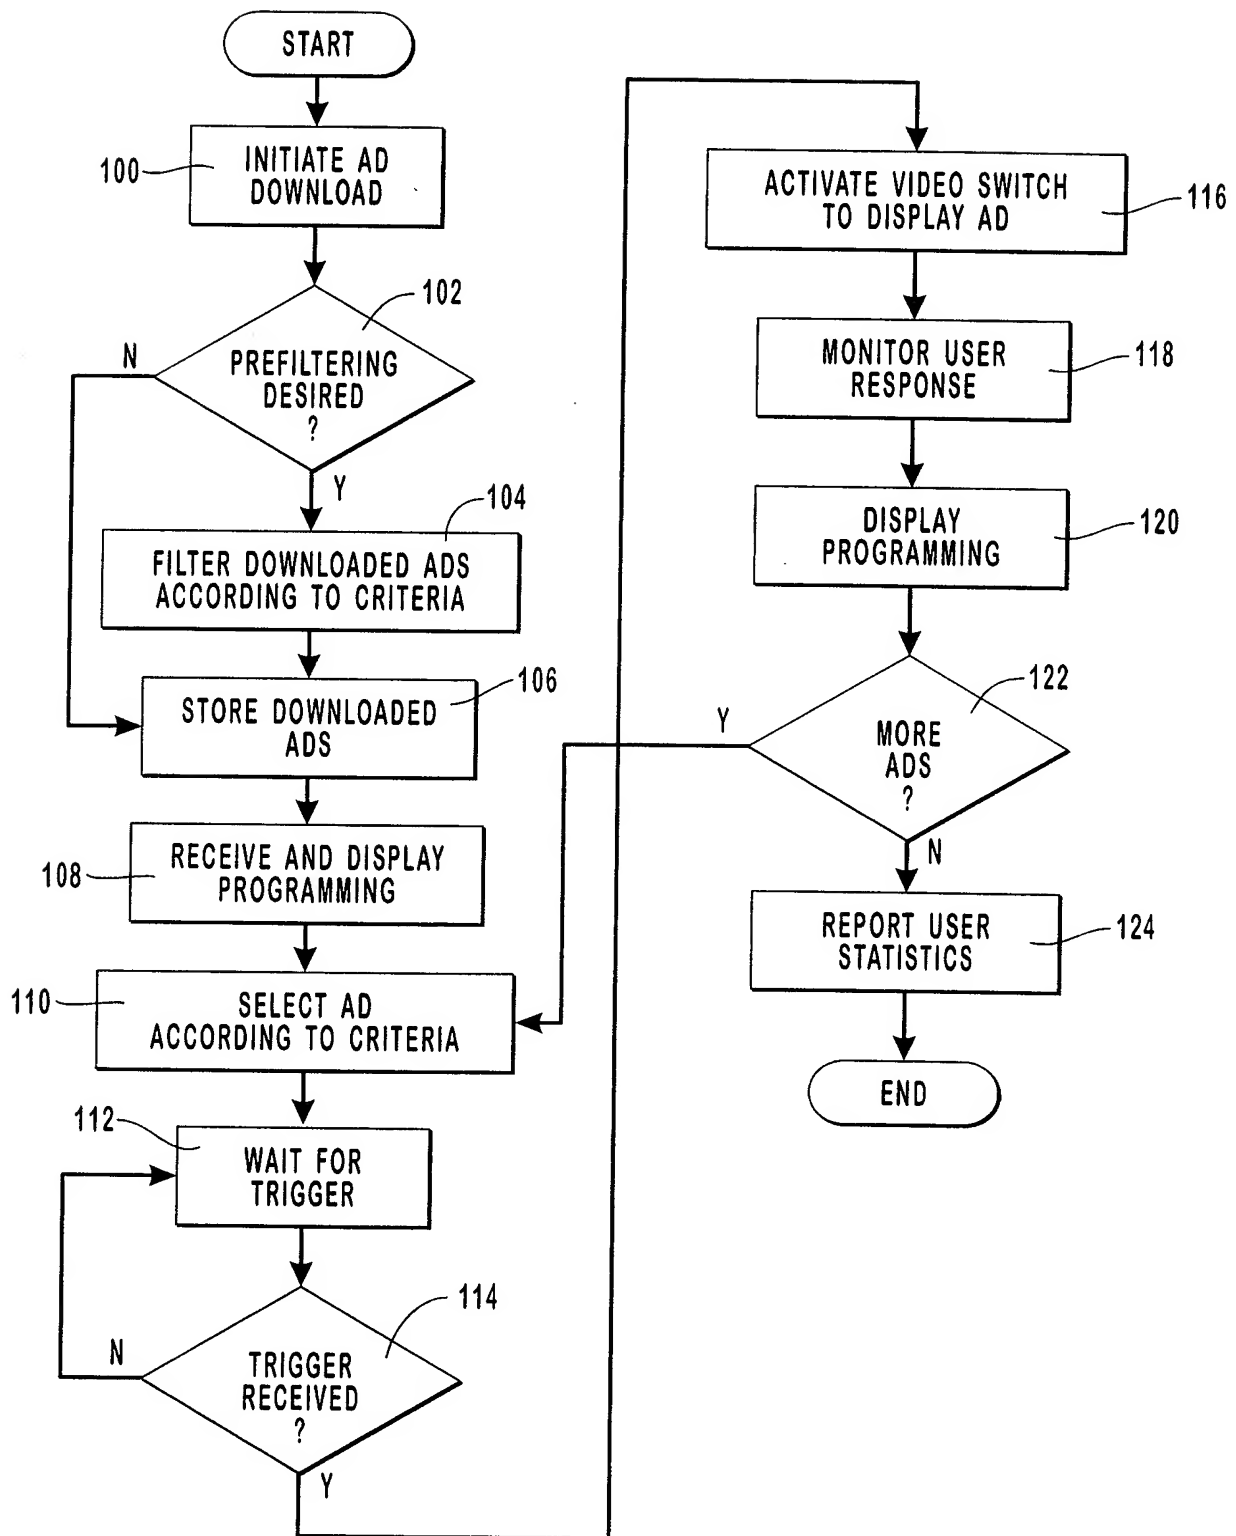 START
100
INITIATE AD
DOWNLOAD
102
N
PREFILTERING
DESIRED
?
Y
104
FILTER DOWNLOADED ADS
ACCORDING TO CRITERIA
106
STORE DOWNLOADED
ADS
108
RECEIVE AND DISPLAY
PROGRAMMING
110
SELECT AD
ACCORDING TO CRITERIA
112
WAIT FOR
TRIGGER
114
N
TRIGGER
RECEIVED
?
Y
ACTIVATE VIDEO SWITCH
TO DISPLAY AD
116
MONITOR USER
RESPONSE
118
DISPLAY
PROGRAMMING
120
122
Y
MORE
ADS
?
N
REPORT USER
STATISTICS
124
END